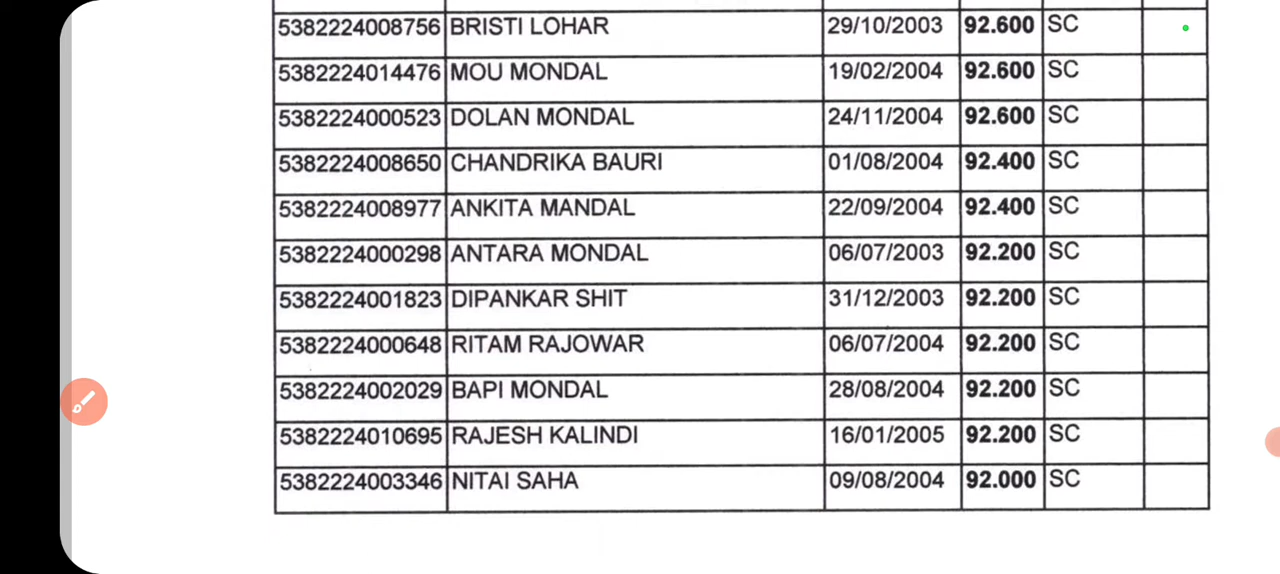 5382224008756 BRISTI LOHAR 29/10/2003 92.600 SC
5382224014476 MOU MONDAL 19/02/2004 92.600 SC
5382224000523 DOLAN MONDAL 24/11/2004 92.600 SC
5382224008650 CHANDRIKA BAURI 01/08/2004 92.400 SC
5382224008977 ANKITA MANDAL 22/09/2004 92.400 SC
5382224000298 ANTARA MONDAL 06/07/2003 92.200 SC
5382224001823 DIPANKAR SHIT 31/12/2003 92.200 SC
5382224000648 RITAM RAJOWAR 06/07/2004 92.200 SC
5382224002029 BAPI MONDAL 28/08/2004 92.200 SC
5382224010695 RAJESH KALINDI 16/01/2005 92.200 SC
5382224003346 NITAI SAHA 09/08/2004 92.000 SC